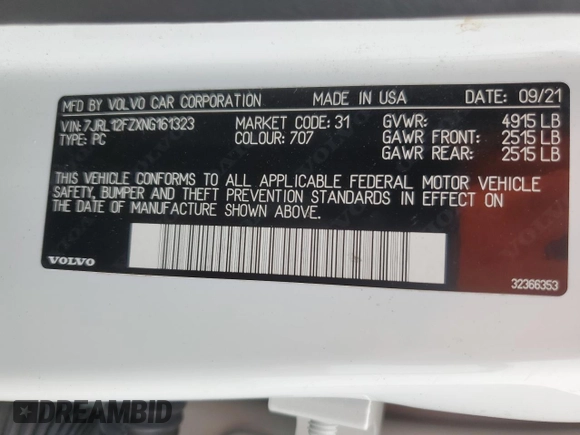 MFD BY VOLVO CAR CORPORATION MADE IN USA DATE: 09/21
VIN: 7JRL12FZXNG161323 MARKET CODE: 31 GVWR: 4915 LB
TYPE: PC COLOUR: 707 GAWR FRONT: 2515 LB
GAWR REAR: 2515 LB
THIS VEHICLE CONFORMS TO ALL APPLICABLE FEDERAL MOTOR VEHICLE
SAFETY, BUMPER AND THEFT PREVENTION STANDARDS IN EFFECT ON
THE DATE OF MANUFACTURE SHOWN ABOVE.
VOLVO
32366353
DREAMBID